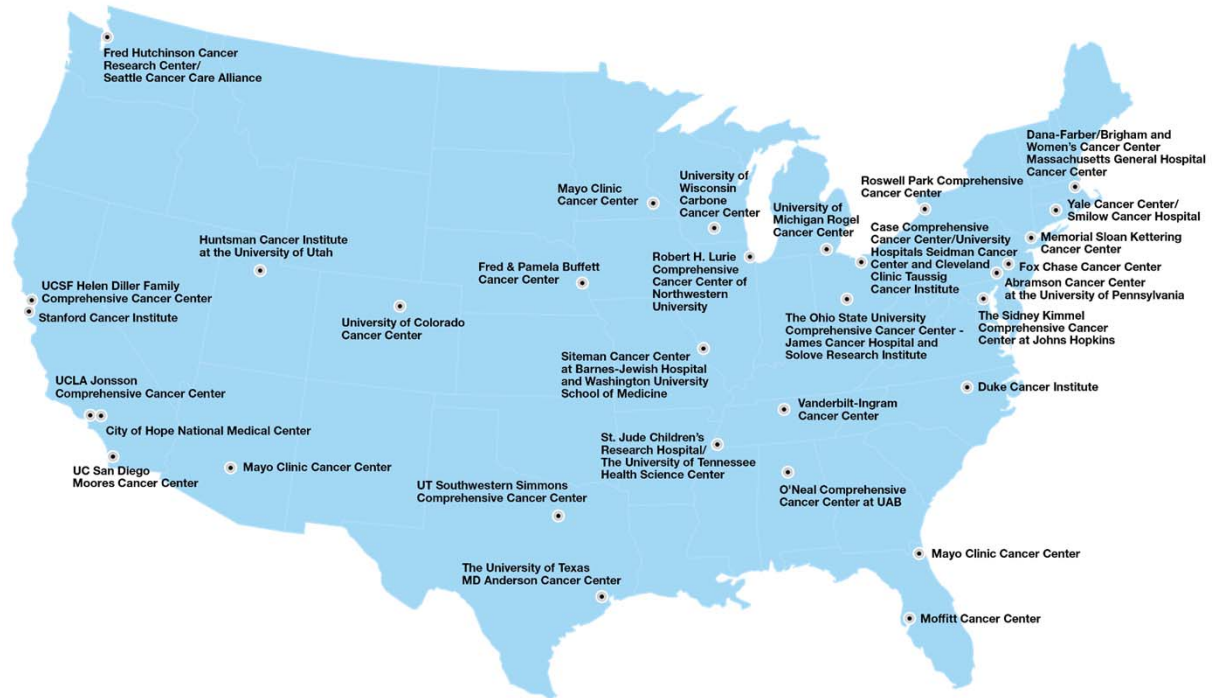 Fred Hutchinson Cancer
Research Center/
Seattle Cancer Care Alliance
Dana-Farber/Brigham and
Women's Cancer Center
Massachusetts General Hospital
Cancer Center
Mayo Clinic
Cancer Center
University of
Wisconsin
Carbone
Cancer Center
University of
Michigan Rogel
Cancer Center
Roswell Park Comprehensive
Cancer Center
Yale Cancer Center/
Smilow Cancer Hospital
Huntsman Cancer Institute
at the University of Utah
Fred & Pamela Buffett
Cancer Center
Robert H. Lurie
Comprehensive
Cancer Center of
Northwestern
University
Case Comprehensive
Cancer Center/University
Hospitals Seidman Cancer
Center and Cleveland
Clinic Taussig
Cancer Institute
Memorial Sloan Kettering
Cancer Center
Fox Chase Cancer Center
Abramson Cancer Center
at the University of Pennsylvania
UCSF Helen Diller Family
Comprehensive Cancer Center
Stanford Cancer Institute
University of Colorado
Cancer Center
The Ohio State University
Comprehensive Cancer Center -
James Cancer Hospital and
Solove Research Institute
The Sidney Kimmel
Comprehensive Cancer
Center at Johns Hopkins
Siteman Cancer Center
at Barnes-Jewish Hospital
and Washington University
School of Medicine
UCLA Jonsson
Comprehensive Cancer Center
Duke Cancer Institute
City of Hope National Medical Center
Vanderbilt-Ingram
Cancer Center
St. Jude Children's
Research Hospital/
The University of Tennessee
Health Science Center
UC San Diego
Moores Cancer Center
Mayo Clinic Cancer Center
UT Southwestern Simmons
Comprehensive Cancer Center
O'Neal Comprehensive
Cancer Center at UAB
Mayo Clinic Cancer Center
The University of Texas
MD Anderson Cancer Center
Moffitt Cancer Center